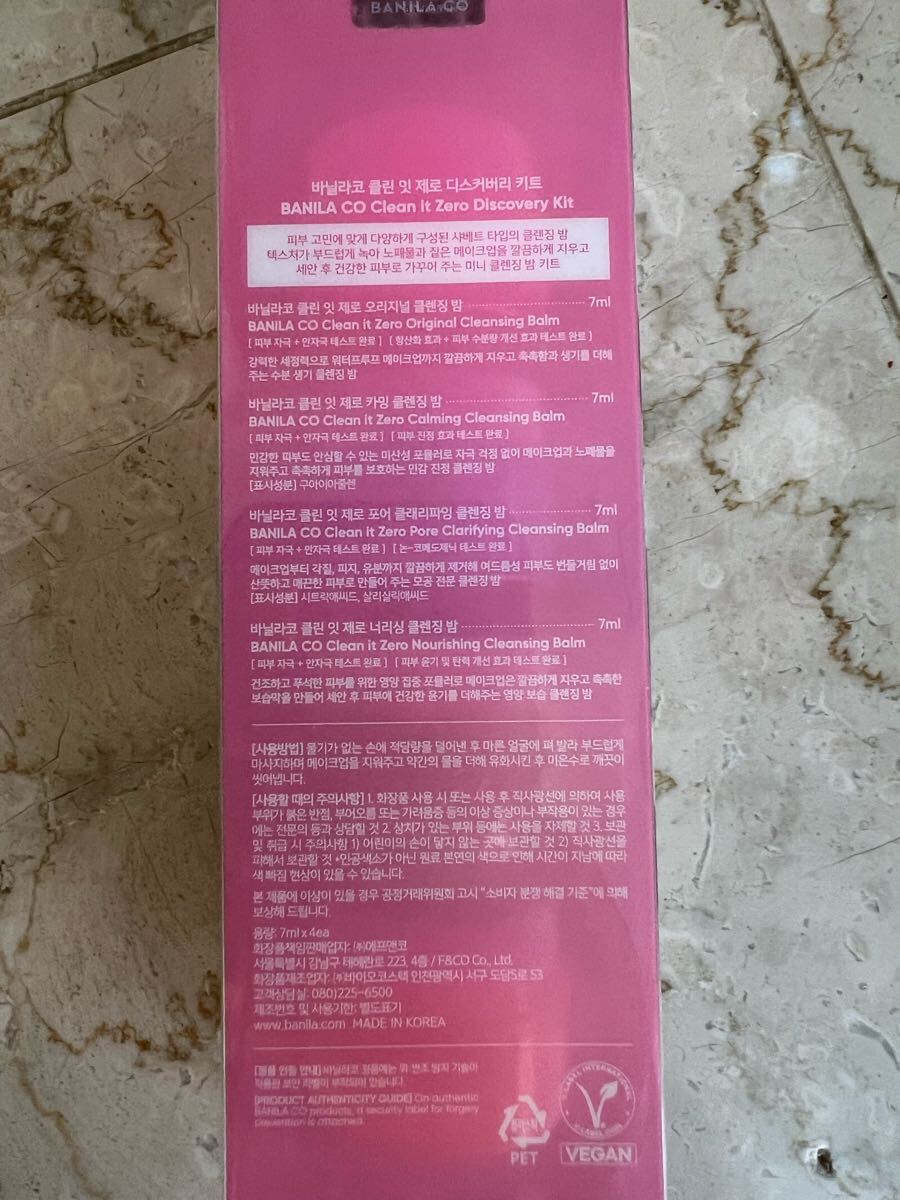 BANILA CO
바닐라코 클린 잇 제로 디스커버리 키트
BANILA CO Clean it Zero Discovery Kit
피부 고민에 맞게 다양하게 구성된 샤베트 타입의 클렌징 밤
텍스처가 부드럽게 녹아 노폐물과 짙은 메이크업을 깔끔하게 지우고
세안 후 건강한 피부로 가꾸어 주는 미니 클렌징 밤 키트
바닐라코 클린 잇 제로 오리지널 클렌징 밤 7ml
BANILA CO Clean it Zero Original Cleansing Balm
[ 피부 자극 + 안자극 테스트 완료 ] [ 항산화 효과 + 피부 수분량 개선 효과 테스트 완료 ]
강력한 세정력으로 워터프루프 메이크업까지 깔끔하게 지우고 촉촉함과 생기를 더해
주는 수분 생기 클렌징 밤
바닐라코 클린 잇 제로 카밍 클렌징 밤 7ml
BANILA CO Clean it Zero Calming Cleansing Balm
[ 피부 자극 + 안자극 테스트 완료 ] [ 피부 진정 효과 테스트 완료 ]
민감한 피부도 안심할 수 있는 미산성 포뮬러로 자극 걱정 없이 메이크업과 노폐물을
지워주고 촉촉하게 피부를 보호하는 민감 진정 클렌징 밤
[표시성분] 구아이아줄렌
바닐라코 클린 잇 제로 포어 클래리파잉 클렌징 밤 7ml
BANILA CO Clean it Zero Pore Clarifying Cleansing Balm
[ 피부 자극 + 안자극 테스트 완료 ] [ 논-코메도제닉 테스트 완료 ]
메이크업부터 각질, 피지, 유분까지 깔끔하게 제거해 여드름성 피부도 번들거림 없이
산뜻하고 매끈한 피부로 만들어 주는 모공 전문 클렌징 밤
[표시성분] 시트릭애씨드, 살리실릭애씨드
바닐라코 클린 잇 제로 너리싱 클렌징 밤 7ml
BANILA CO Clean it Zero Nourishing Cleansing Balm
[ 피부 자극 + 안자극 테스트 완료 ] [ 피부 윤기 및 탄력 개선 효과 테스트 완료 ]
건조하고 푸석한 피부를 위한 영양 집중 포뮬러로 메이크업은 깔끔하게 지우고 촉촉한
보습막을 만들어 세안 후 피부에 건강한 윤기를 더해주는 영양 보습 클렌징 밤
[사용방법] 물기가 없는 손에 적당량을 덜어낸 후 마른 얼굴에 펴 발라 부드럽게
마사지하며 메이크업을 지워주고 약간의 물을 더해 유화시킨 후 미온수로 깨끗이
씻어냅니다.
[사용할 때의 주의사항] 1. 화장품 사용 시 또는 사용 후 직사광선에 의하여 사용
부위가 붉은 반점, 부어오름 또는 가려움증 등의 이상 증상이나 부작용이 있는 경우
에는 전문의 등과 상담할 것 2. 상처가 있는 부위 등에는 사용을 자제할 것 3. 보관
및 취급 시 주의사항 1) 어린이의 손이 닿지 않는 곳에 보관할 것 2) 직사광선을
피해서 보관할 것 *인공색소가 아닌 원료 본연의 색으로 인해 시간이 지남에 따라
색 빠짐 현상이 있을 수 있습니다.
본 제품에 이상이 있을 경우 공정거래위원회 고시 "소비자 분쟁 해결 기준"에 의해
보상해 드립니다.
용량: 7ml x 4ea
화장품책임판매업자: ㈜에프앤코
서울특별시 강남구 테헤란로 223, 4층 / F&CO Co., Ltd.
화장품제조업자: ㈜바이오코스텍 인천광역시 서구 도담5로 53
고객상담실: 080)225-6500
제조번호 및 사용기한: 별도표기
www.banila.com MADE IN KOREA
[정품 인증 안내] 바닐라코 정품에는 위 변조 방지 기술이
적용된 보안 라벨이 부착되어 있습니다.
[PRODUCT AUTHENTICITY GUIDE] On authentic
BANILA CO products, a security label for forgery
prevention is attached.
PET
V-LABEL INTERNATIONAL
V-LABEL.COM
VEGAN